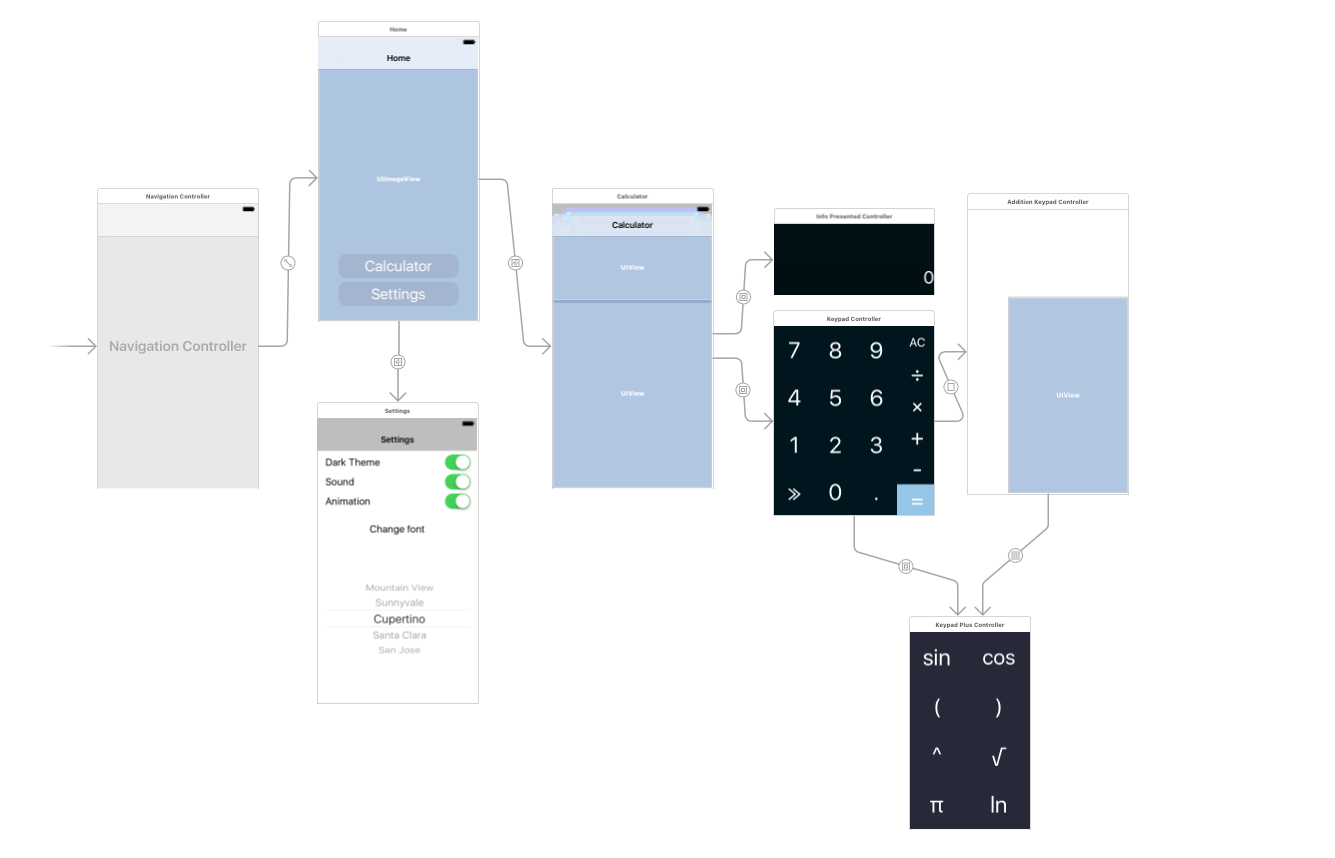 Home
Home
UIImageView
Calculator
Settings
Navigation Controller
Navigation Controller
Settings
Settings
Dark Theme
Sound
Animation
Change font
Mountain View
Sunnyvale
Cupertino
Santa Clara
San Jose
Calculator
Calculator
UIView
UIView
Info Presented Controller
0
Keypad Controller
7 8 9 AC
÷
4 5 6 ×
1 2 3 +
-
» 0 . =
Addition Keypad Controller
UIView
Keypad Plus Controller
sin cos
( )
^ √
π ln